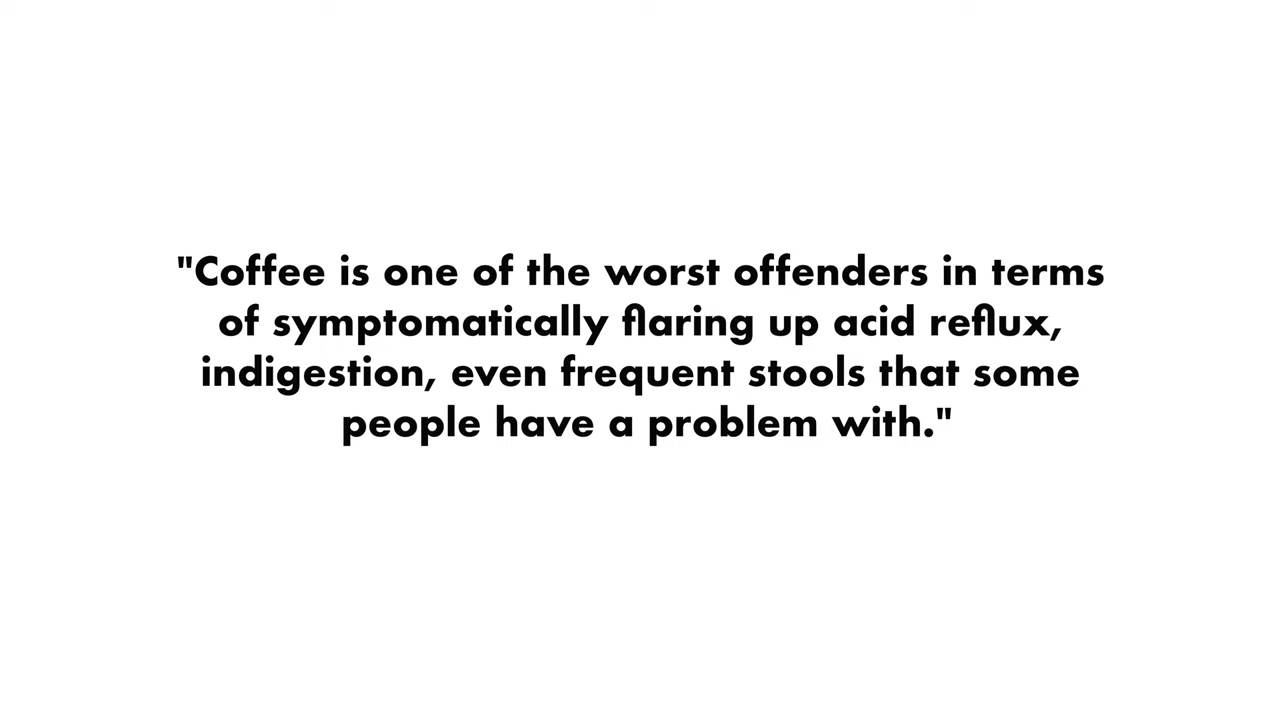 "Coffee is one of the worst offenders in terms
of symptomatically flaring up acid reflux,
indigestion, even frequent stools that some
people have a problem with."